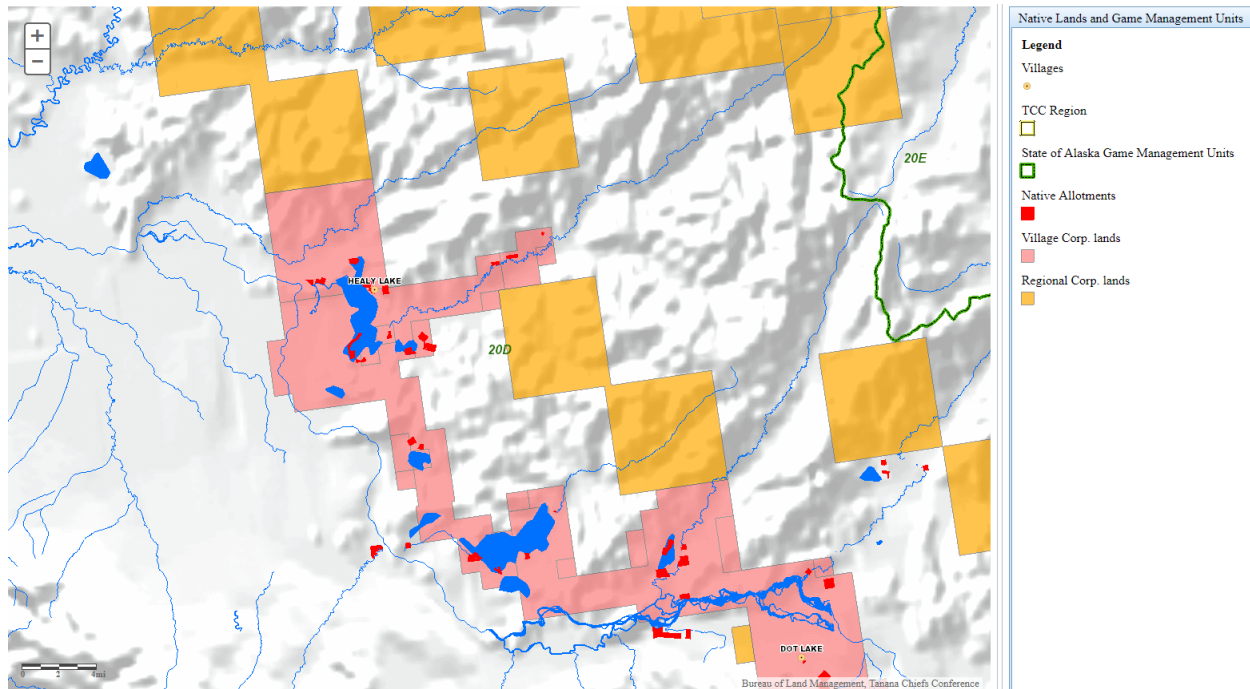 +
−
20E
HEALY LAKE
20D
DOT LAKE
0 2 4mi
Bureau of Land Management, Tanana Chiefs Conference
Native Lands and Game Management Units
Legend
Villages
TCC Region
State of Alaska Game Management Units
Native Allotments
Village Corp. lands
Regional Corp. lands